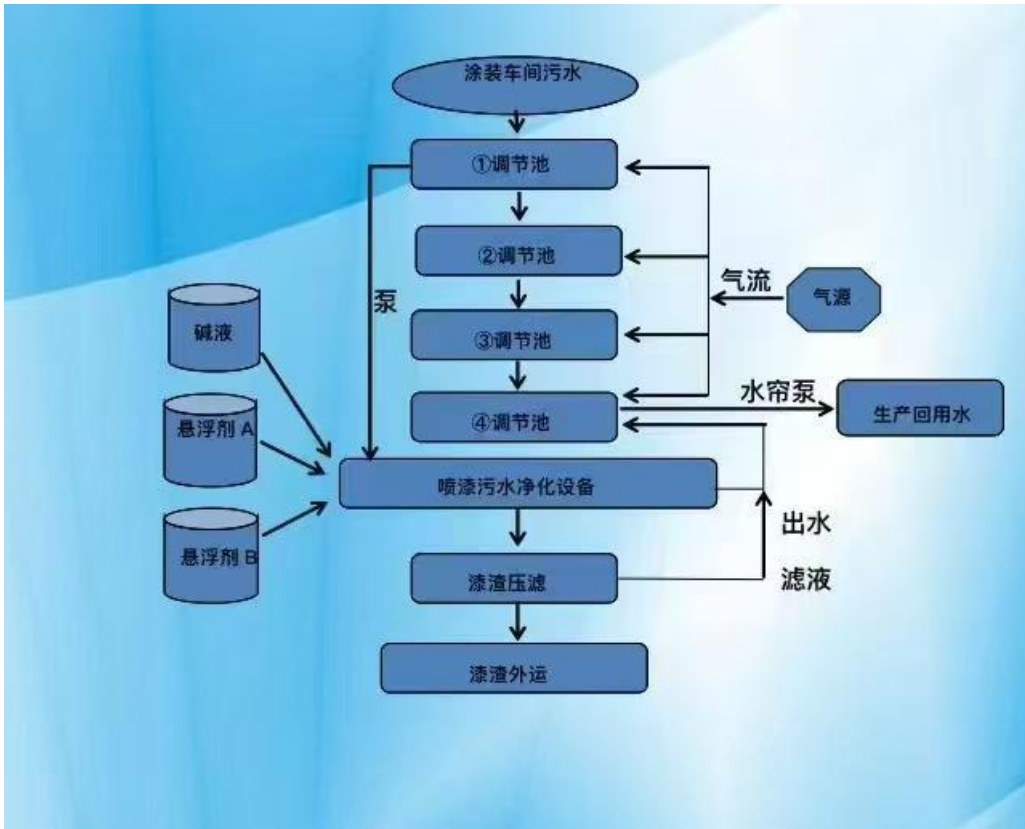 涂装车间污水
①调节池
②调节池
气流
气源
泵
碱液
③调节池
水帘泵
④调节池
生产回用水
悬浮剂 A
喷漆污水净化设备
出水
悬浮剂 B
漆渣压滤
滤液
漆渣外运